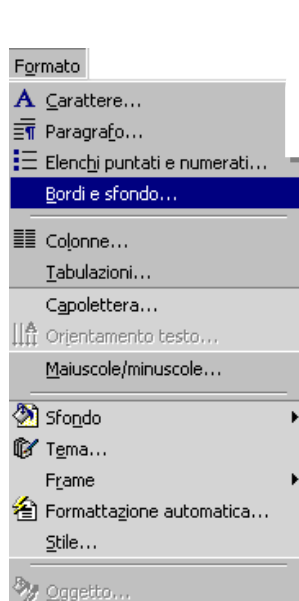 Formato
Carattere...
Paragrafo...
Elenchi puntati e numerati...
Bordi e sfondo...
Colonne...
Tabulazioni...
Capolettera...
Orientamento testo...
Maiuscole/minuscole...
Sfondo
Tema...
Frame
Formattazione automatica...
Stile...
Oggetto...